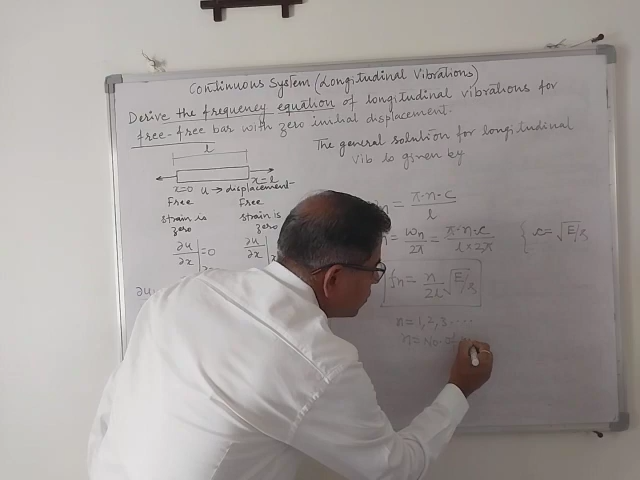 Continuous System (Longitudinal Vibrations)
Derive the frequency equation of longitudinal vibrations for
free-free bar with zero initial displacement.
The general solution for longitudinal
vib is given by
l
x=0 u → displacement x=l
Free Free
strain is strain is
zero zero
∂u/∂x | =0 ∂u/∂x |
∂u
n = π·n·c / l
= ωn/2π = π·n·c / l×2π { c = √E/ρ
fn = n/2l √E/ρ
n=1,2,3....
n= No. of